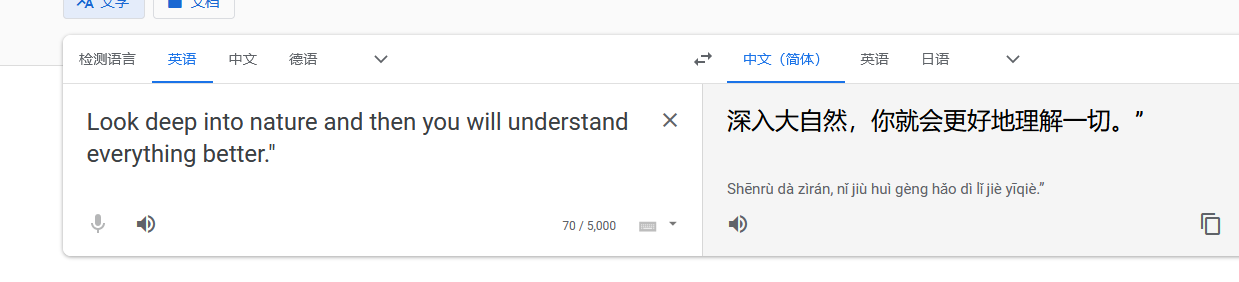 文字 文档
检测语言 英语 中文 德语 中文（简体） 英语 日语
Look deep into nature and then you will understand
everything better."
深入大自然，你就会更好地理解一切。”
Shēnrù dà zìrán, nǐ jiù huì gèng hǎo dì lǐ jiè yīqiè.”
70 / 5,000